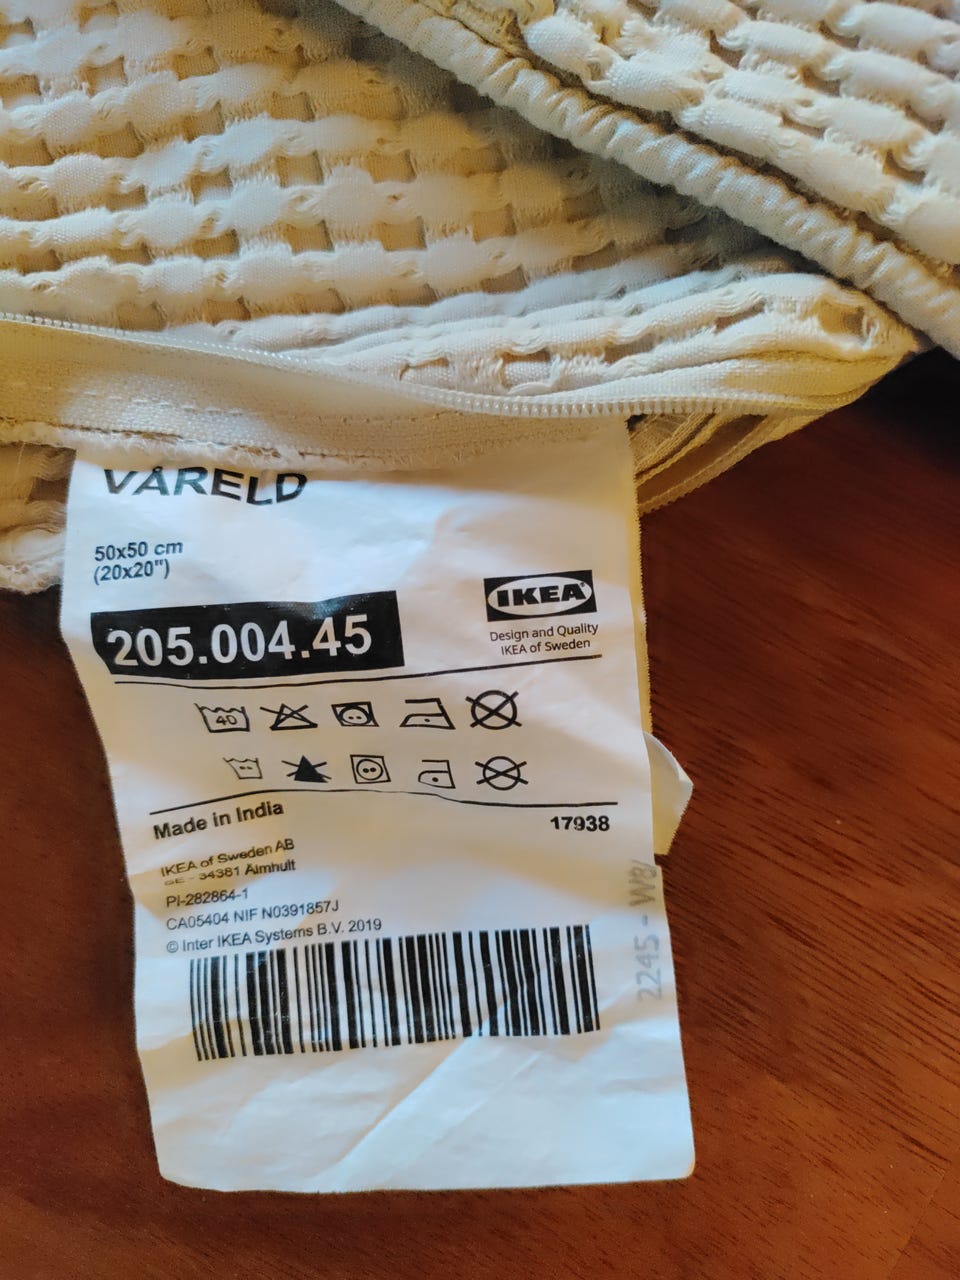 VÅRELD
50x50 cm
(20x20")
205.004.45
IKEA
Design and Quality
IKEA of Sweden
40
Made in India
17938
IKEA of Sweden AB
SE - 34381 Älmhult
PI-282864-1
CA05404 NIF N0391857J
© Inter IKEA Systems B.V. 2019
2245 -